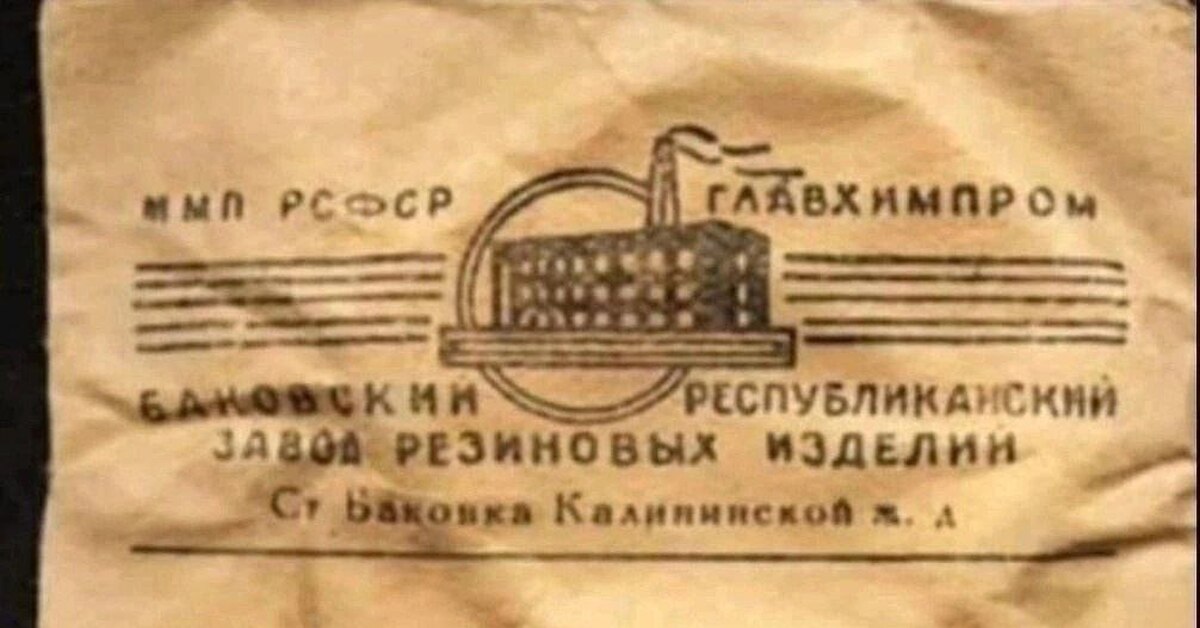 ММП РСФСР ГЛАВХИМПРОМ
БАКОВСКИЙ РЕСПУБЛИКАНСКИЙ
ЗАВОД РЕЗИНОВЫХ ИЗДЕЛИЙ
Ст Баковка Калининской ж. д